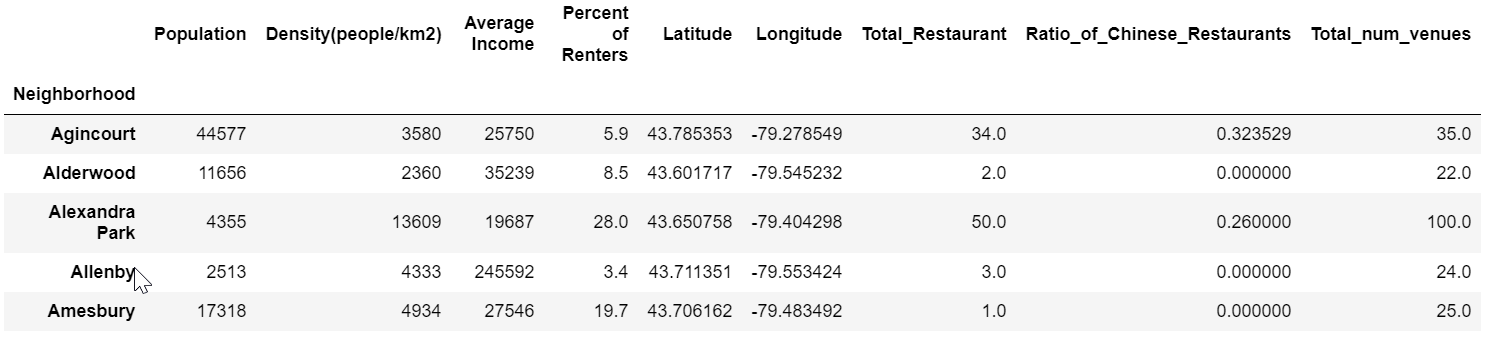 Population Density(people/km2) Average Income Percent of Renters Latitude Longitude Total_Restaurant Ratio_of_Chinese_Restaurants Total_num_venues
Neighborhood
Agincourt 44577 3580 25750 5.9 43.785353 -79.278549 34.0 0.323529 35.0
Alderwood 11656 2360 35239 8.5 43.601717 -79.545232 2.0 0.000000 22.0
Alexandra Park 4355 13609 19687 28.0 43.650758 -79.404298 50.0 0.260000 100.0
Allenby 2513 4333 245592 3.4 43.711351 -79.553424 3.0 0.000000 24.0
Amesbury 17318 4934 27546 19.7 43.706162 -79.483492 1.0 0.000000 25.0